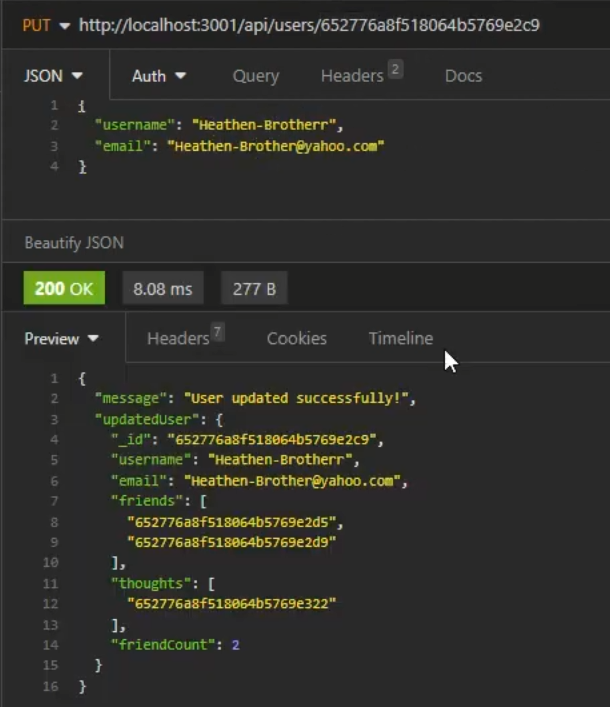 PUT http://localhost:3001/api/users/652776a8f518064b5769e2c9
JSON Auth Query Headers 2 Docs
1 {
2 "username": "Heathen-Brotherr",
3 "email": "Heathen-Brother@yahoo.com"
4 }
Beautify JSON
200 OK 8.08 ms 277 B
Preview Headers 7 Cookies Timeline
1 {
2 "message": "User updated successfully!",
3 "updatedUser": {
4 "_id": "652776a8f518064b5769e2c9",
5 "username": "Heathen-Brotherr",
6 "email": "Heathen-Brother@yahoo.com",
7 "friends": [
8 "652776a8f518064b5769e2d5",
9 "652776a8f518064b5769e2d9"
10 ],
11 "thoughts": [
12 "652776a8f518064b5769e322"
13 ],
14 "friendCount": 2
15 }
16 }